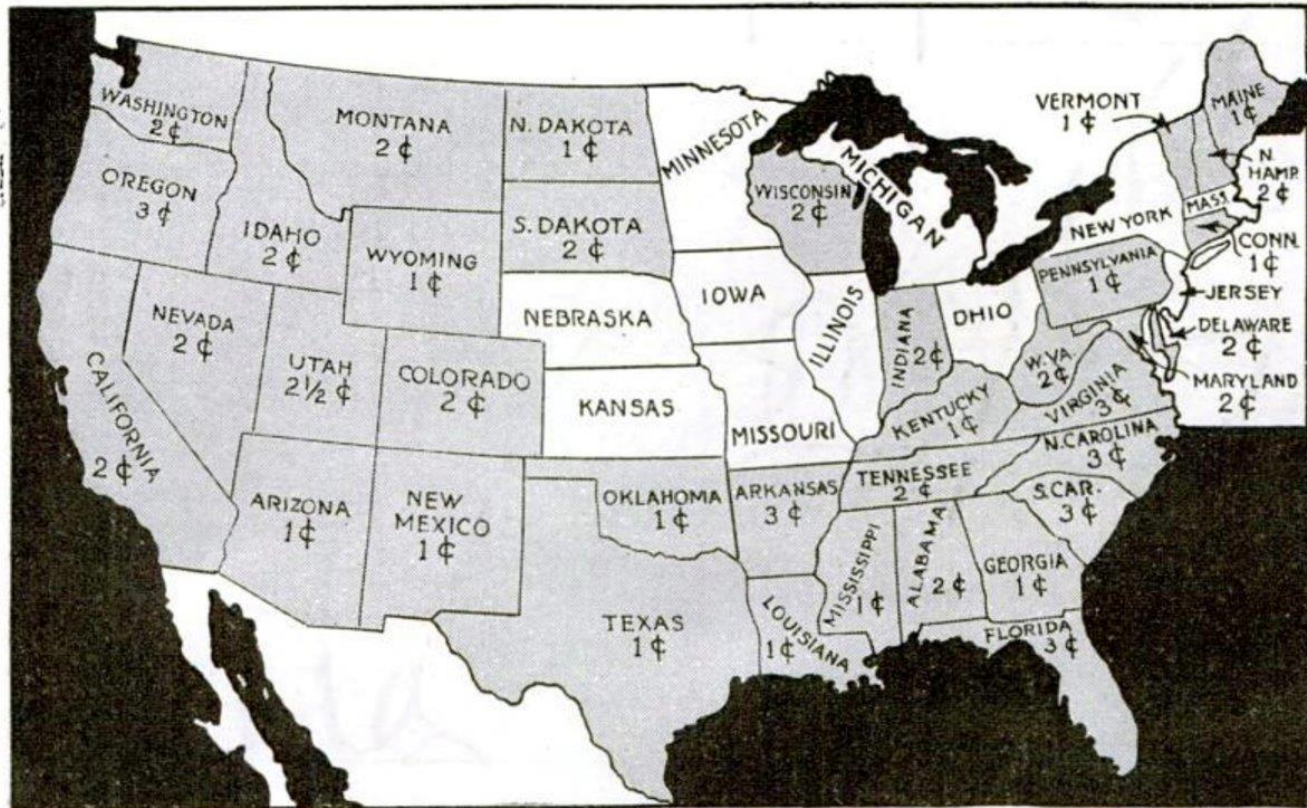 WASHINGTON
2 ¢
OREGON
3 ¢
CALIFORNIA
2 ¢
NEVADA
2 ¢
IDAHO
2 ¢
MONTANA
2 ¢
WYOMING
1 ¢
UTAH
2½ ¢
COLORADO
2 ¢
ARIZONA
1 ¢
NEW
MEXICO
1 ¢
N. DAKOTA
1 ¢
S. DAKOTA
2 ¢
NEBRASKA
KANSAS
OKLAHOMA
1 ¢
TEXAS
1 ¢
MINNESOTA
IOWA
MISSOURI
ARKANSAS
3 ¢
LOUISIANA
1 ¢
WISCONSIN
2 ¢
ILLINOIS
MICHIGAN
INDIANA
2 ¢
OHIO
KENTUCKY
1 ¢
TENNESSEE
2 ¢
MISSISSIPPI
1 ¢
ALABAMA
2 ¢
GEORGIA
1 ¢
FLORIDA
3 ¢
S. CAR.
3 ¢
N. CAROLINA
3 ¢
VIRGINIA
3 ¢
W. VA.
2 ¢
PENNSYLVANIA
1 ¢
NEW YORK
VERMONT
1 ¢
MAINE
1 ¢
N.
HAMP.
2 ¢
MASS.
CONN.
1 ¢
JERSEY
DELAWARE
2 ¢
MARYLAND
2 ¢